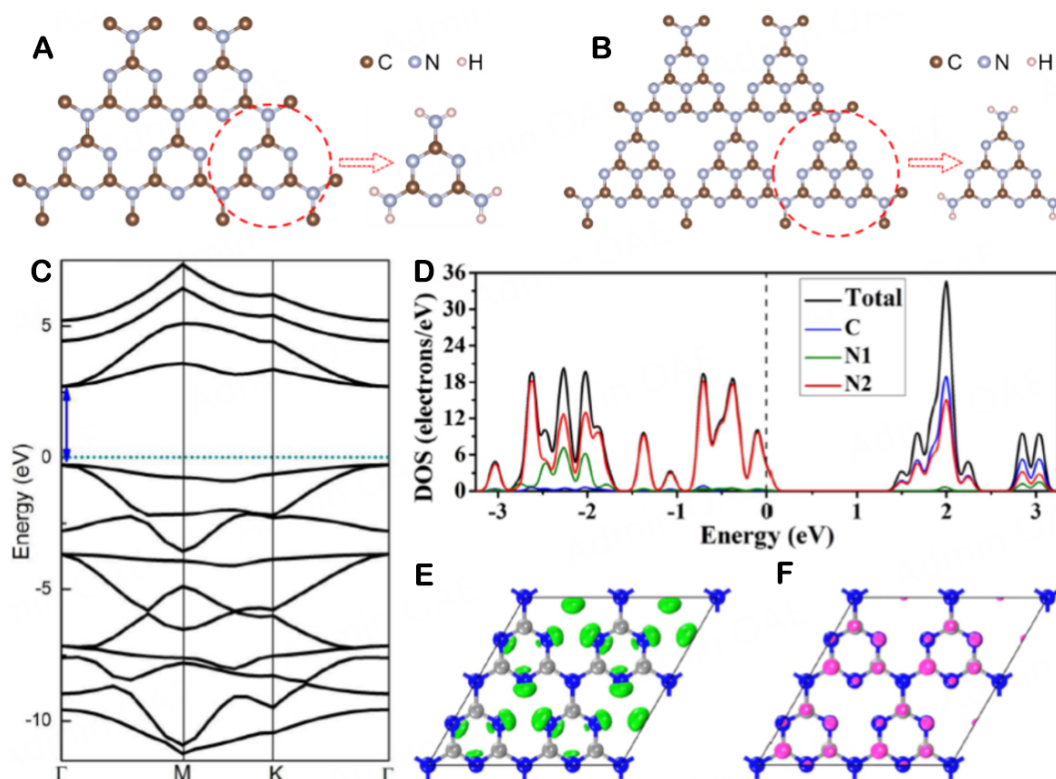 A
C N H
B
C N H
C
5
0
-5
-10
Energy (eV)
Γ M K Γ
D
36
30
24
18
12
6
0
DOS (electrons/eV)
Total
C
N1
N2
-3 -2 -1 0 1 2 3
Energy (eV)
E
F